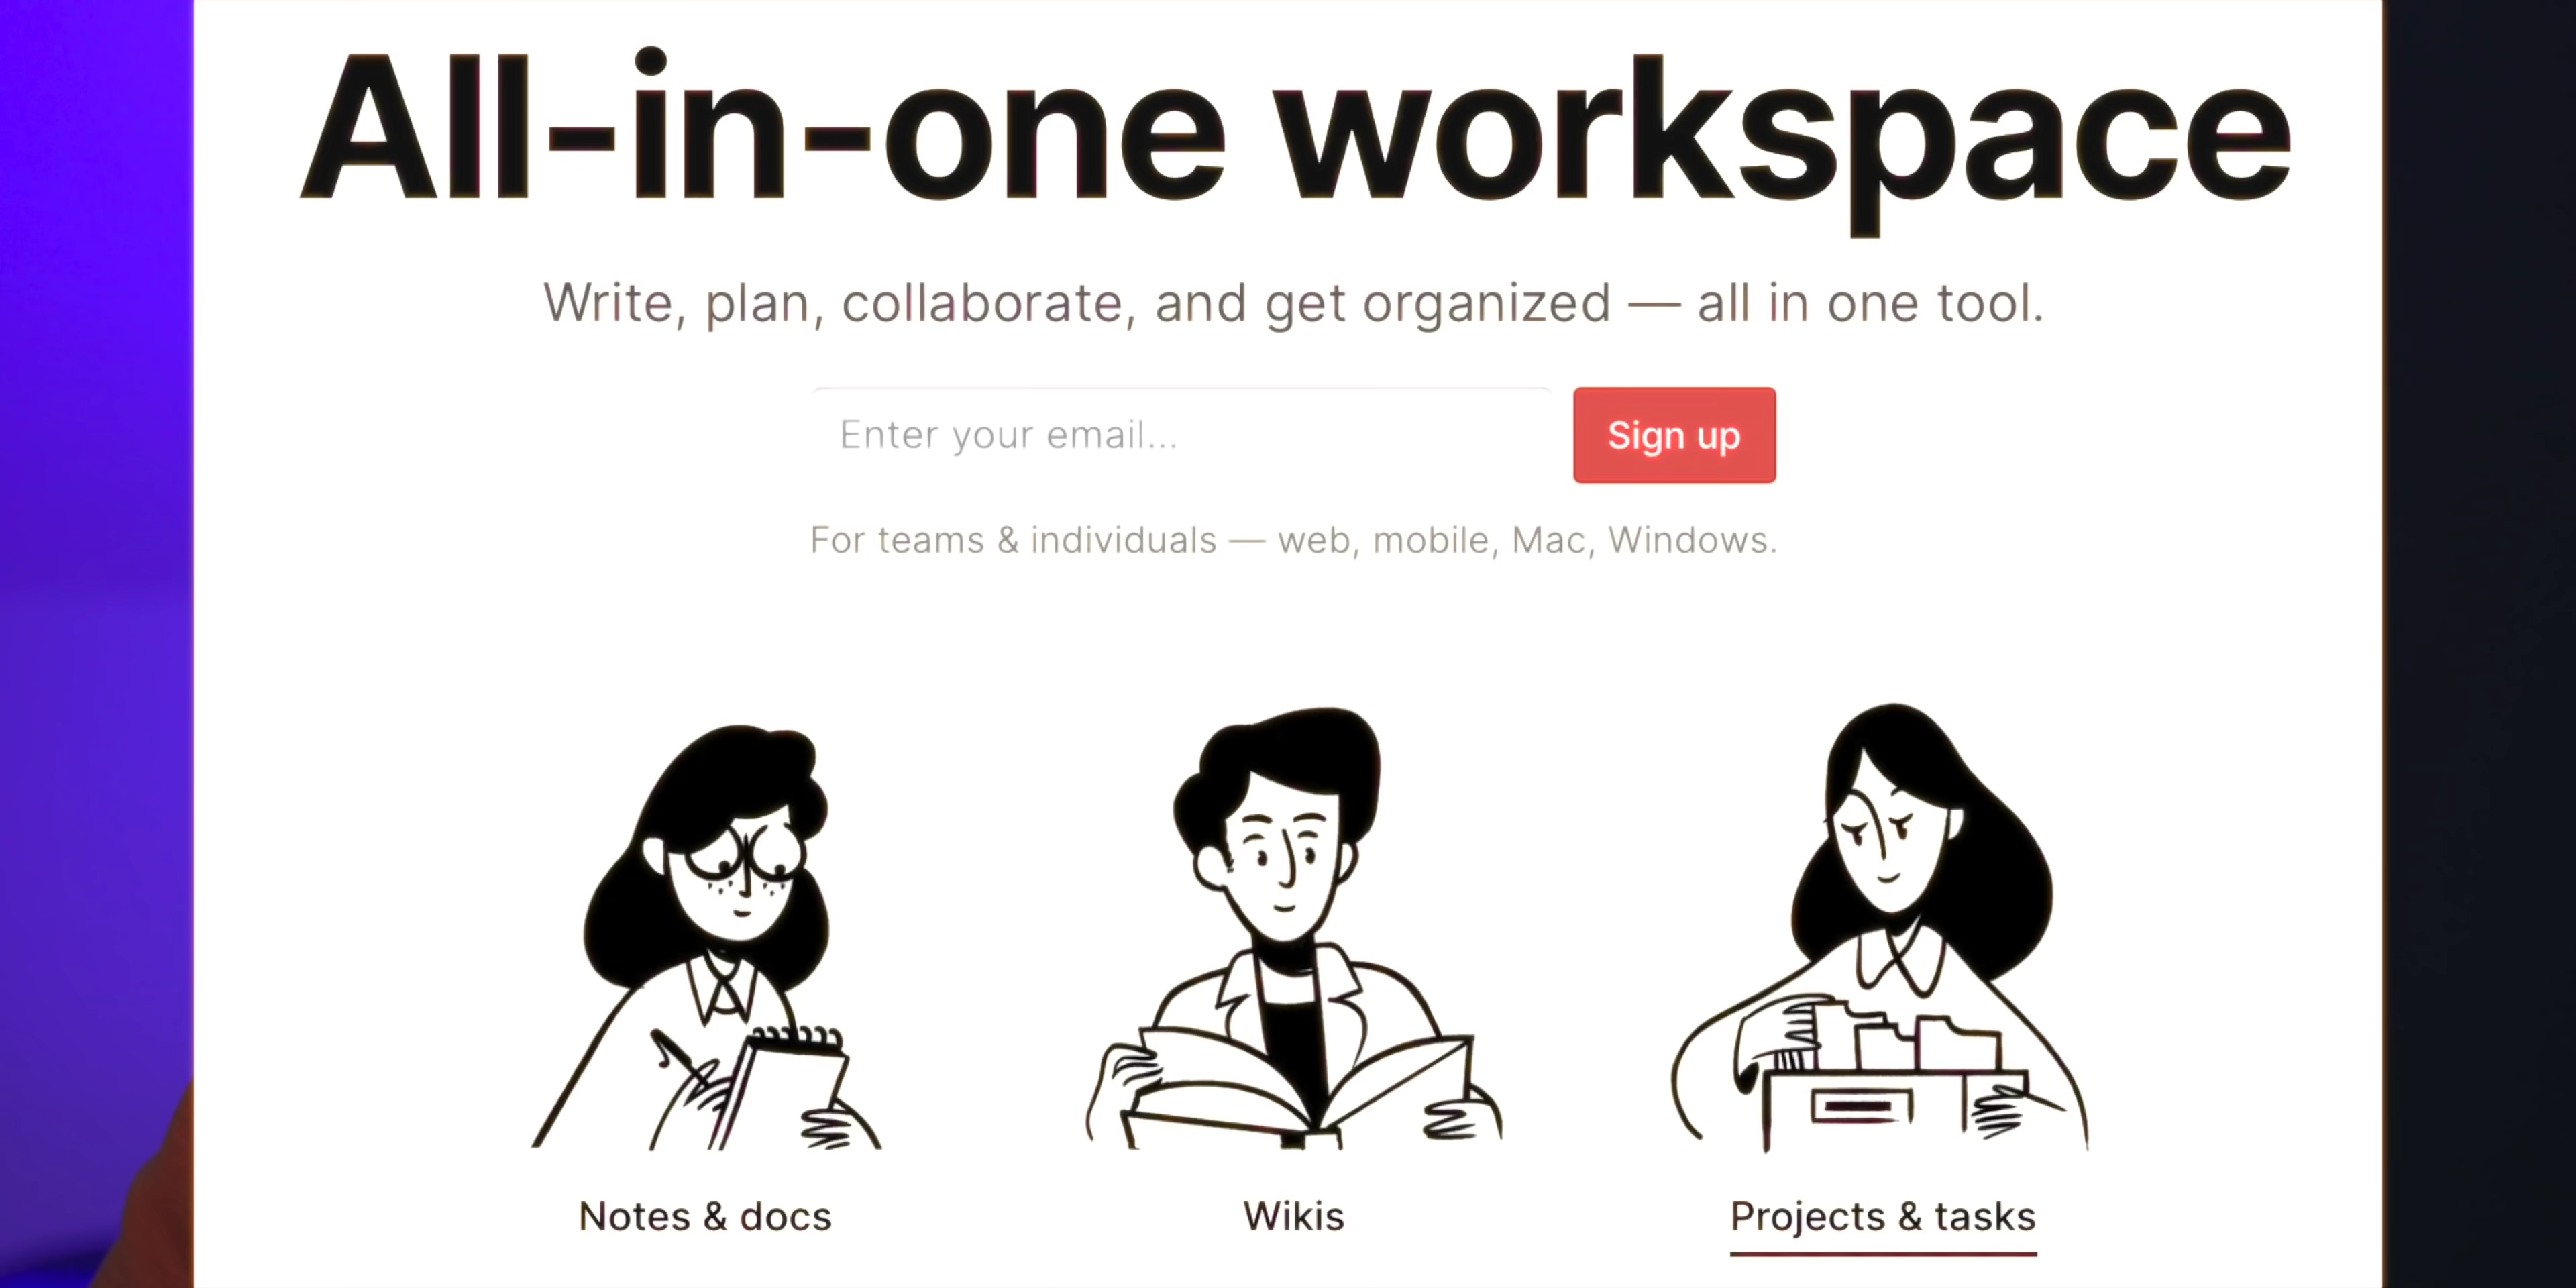 All-in-one workspace
Write, plan, collaborate, and get organized — all in one tool.
Enter your email...
Sign up
For teams & individuals — web, mobile, Mac, Windows.
Notes & docs
Wikis
Projects & tasks